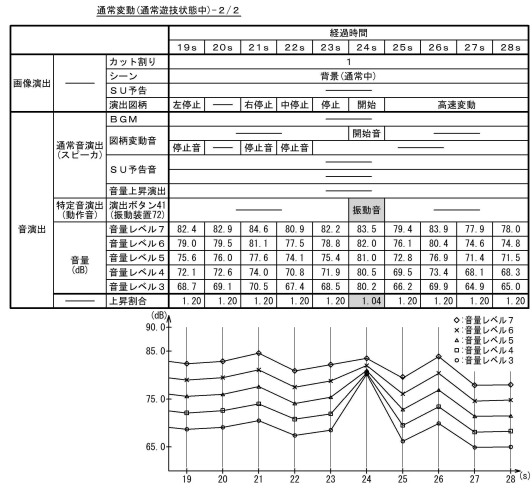 通常変動(通常遊技状態中)-2/2
経過時間
19s 20s 21s 22s 23s 24s 25s 26s 27s 28s
画像演出 ―― カット割り 1
シーン 背景(通常中)
SU予告 ――
演出図柄 左停止 ―― 右停止 中停止 停止 開始 高速変動
音演出 通常音演出(スピーカ) BGM ――
図柄変動音 ―― 開始音 ――
停止音 ―― 停止音 停止音 ――
SU予告音 ――
――
音量上昇演出 ――
特定音演出(動作音) 演出ボタン41(振動装置72) ―― 振動音 ――
音量(dB) 音量レベル7 82.4 82.9 84.6 80.9 82.2 83.5 79.4 83.9 77.9 78.0
音量レベル6 79.0 79.5 81.1 77.5 78.8 82.0 76.1 80.4 74.6 74.8
音量レベル5 75.6 76.0 77.6 74.1 75.4 81.0 72.8 76.9 71.4 71.5
音量レベル4 72.1 72.6 74.0 70.8 71.9 80.5 69.5 73.4 68.1 68.3
音量レベル3 68.7 69.1 70.5 67.4 68.5 80.2 66.2 69.9 64.9 65.0
―― 上昇割合 1.20 1.20 1.20 1.20 1.20 1.04 1.20 1.20 1.20 1.20
(dB)
90.0
85.0
75.0
65.0
◇:音量レベル7
×:音量レベル6
△:音量レベル5
□:音量レベル4
○:音量レベル3
19 20 21 22 23 24 25 26 27 28 (s)